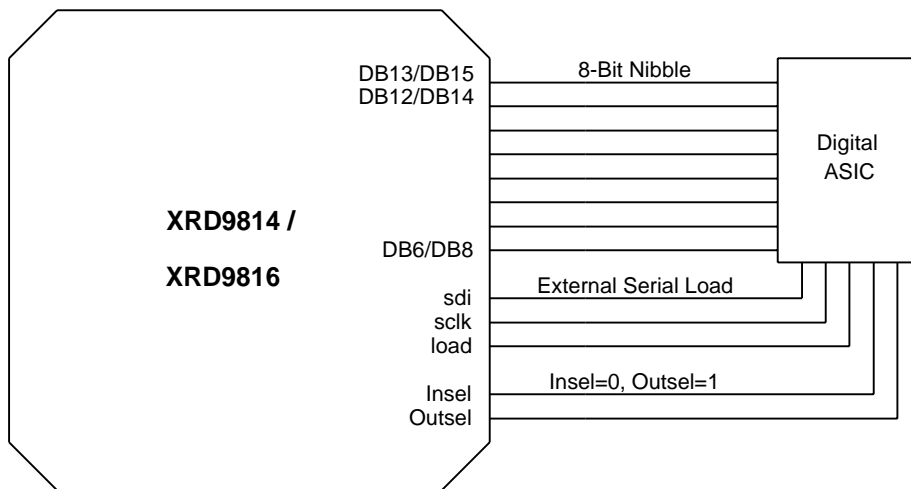 DB13/DB15
8-Bit Nibble
DB12/DB14
Digital
ASIC
XRD9814 /
XRD9816
DB6/DB8
sdi
External Serial Load
sclk
load
Insel
Insel=0, Outsel=1
Outsel